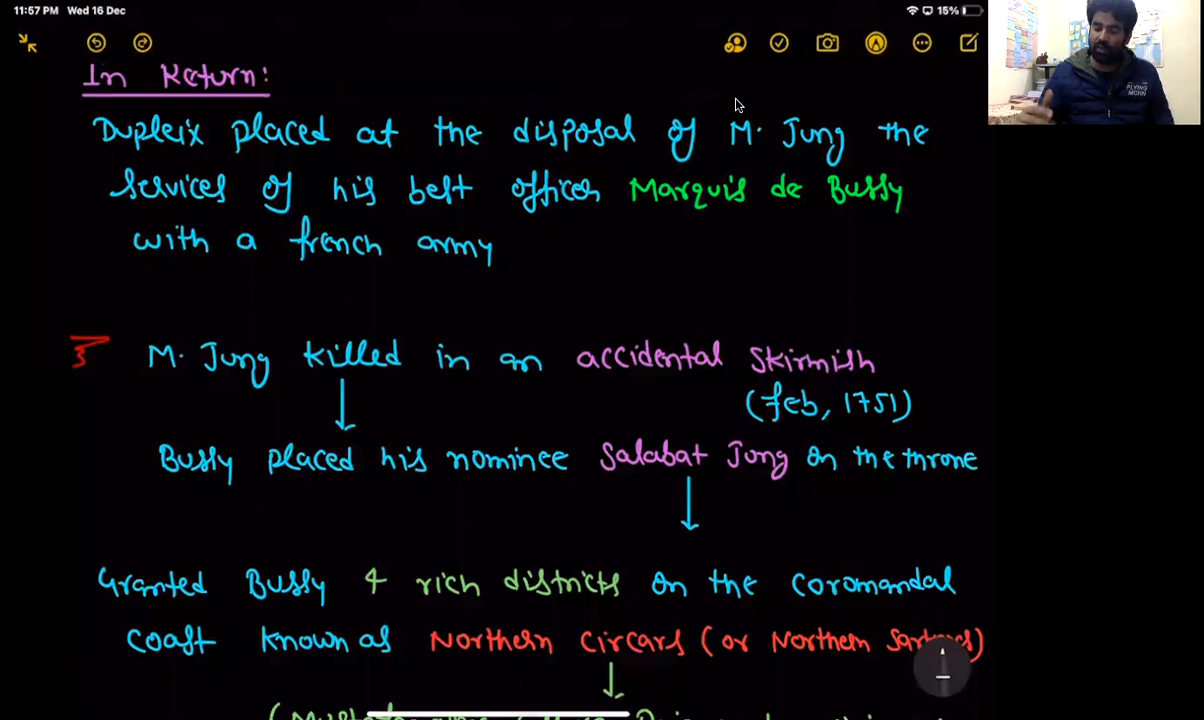 11:57 PM Wed 16 Dec
15%
In Return:
Dupleix placed at the disposal of M. Jung the
services of his best officer Marquis de Bussy
with a french army
M. Jung killed in an accidental Skirmish
(feb, 1751)
Bussy placed his nominee Salabat Jung on the throne
Granted Bussy 4 rich districts on the coromandal
coast known as Northern Circars (or Northern
FLYING